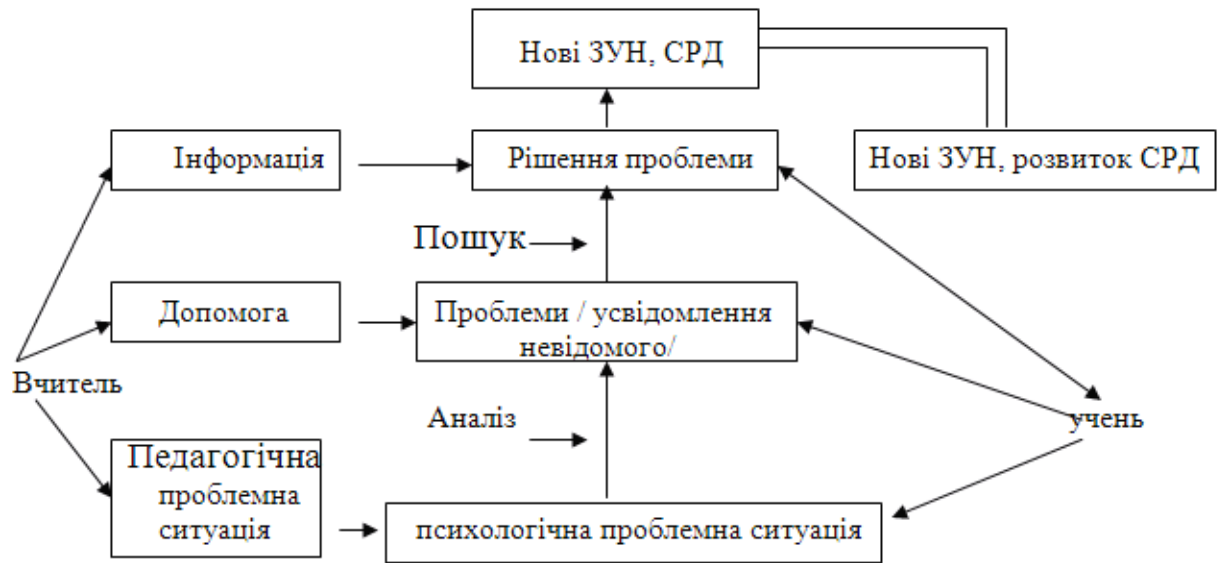 Нові ЗУН, СРД
Інформація
Рішення проблеми
Нові ЗУН, розвиток СРД
Пошук
Допомога
Проблеми / усвідомлення
невідомого/
Вчитель
Аналіз
учень
Педагогічна
проблемна
ситуація
психологічна проблемна ситуація